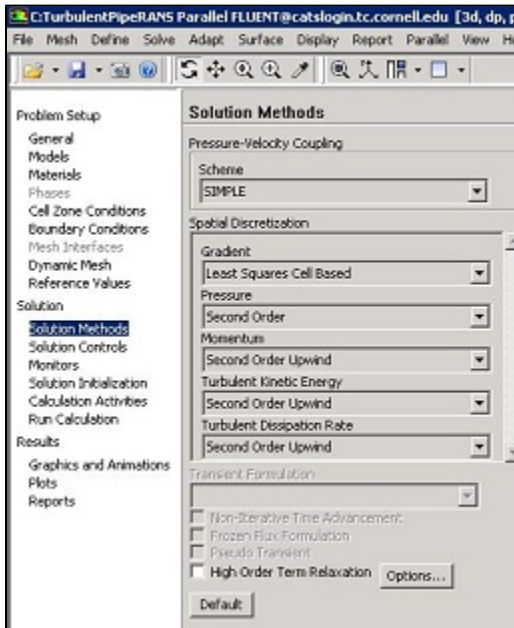 C:TurbulentPipeRANS Parallel FLUENT@catslogin.tc.cornell.edu [3d, dp, p
File Mesh Define Solve Adapt Surface Display Report Parallel View He
Problem Setup
General
Models
Materials
Phases
Cell Zone Conditions
Boundary Conditions
Mesh Interfaces
Dynamic Mesh
Reference Values
Solution
Solution Methods
Solution Controls
Monitors
Solution Initialization
Calculation Activities
Run Calculation
Results
Graphics and Animations
Plots
Reports
Solution Methods
Pressure-Velocity Coupling
Scheme
SIMPLE
Spatial Discretization
Gradient
Least Squares Cell Based
Pressure
Second Order
Momentum
Second Order Upwind
Turbulent Kinetic Energy
Second Order Upwind
Turbulent Dissipation Rate
Second Order Upwind
Transient Formulation
Non-Iterative Time Advancement
Frozen Flux Formulation
Pseudo Transient
High Order Term Relaxation Options...
Default